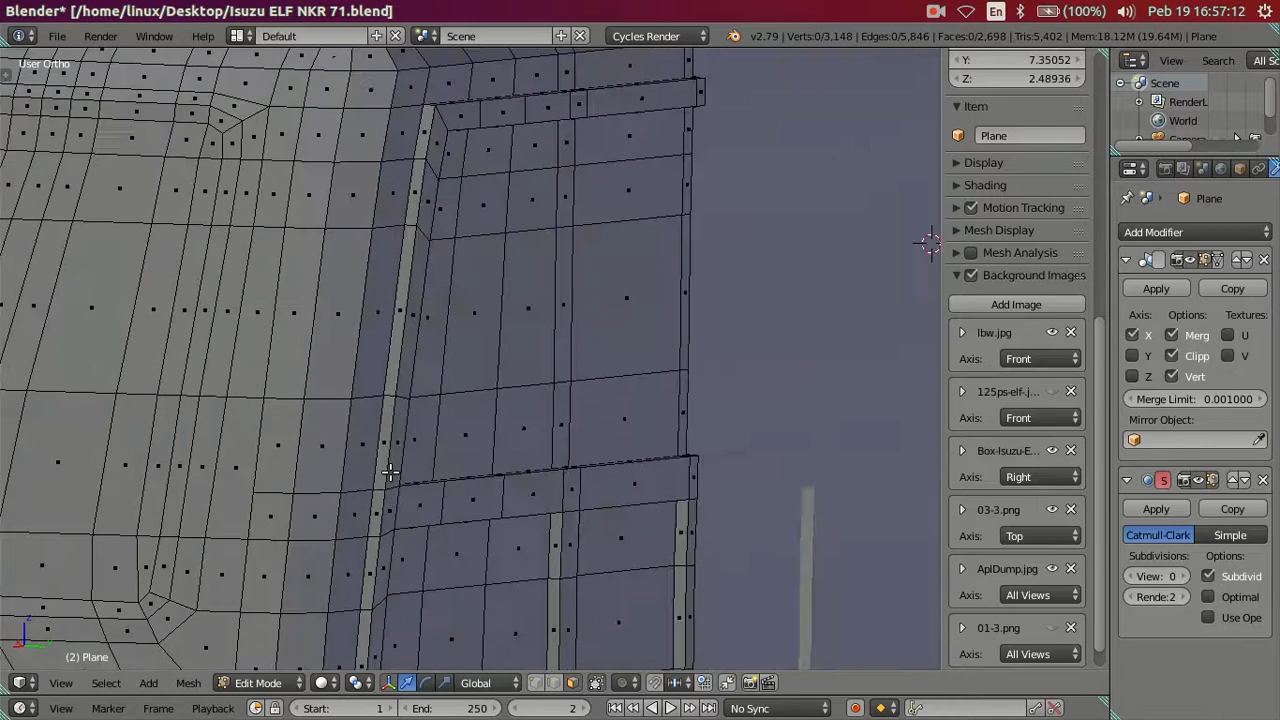 Blender* [/home/linux/Desktop/Isuzu ELF NKR 71.blend]
En
(100%)
Peb 19 16:57:12
File
Render
Window
Help
Default
Scene
Cycles Render
v2.79 | Verts:0/3,148 | Edges:0/5,846 | Faces:0/2,698 | Tris:5,402 | Mem:18.12M (19.64M) | Plane
User Ortho
Y: 7.35052
Z: 2.48936
Item
Plane
Display
Shading
Motion Tracking
Mesh Display
Mesh Analysis
Background Images
Add Image
lbw.jpg
Axis: Front
125ps-elf-.j...
Axis: Front
Box-Isuzu-E...
Axis: Right
03-3.png
Axis: Top
AplDump.jpg
Axis: All Views
01-3.png
Axis: All Views
View
Search
All Sc
Scene
RenderL
World
Camera
Plane
Add Modifier
Apply
Copy
Axis:
Options:
Textures:
X
Merg
U
Y
Clipp
V
Z
Vert
Merge Limit: 0.001000
Mirror Object:
S
Apply
Copy
Catmull-Clark
Simple
Subdivisions:
Options:
View: 0
Subdivid
Rende:2
Optimal
Use Ope
z
(2) Plane
View
Select
Add
Mesh
Edit Mode
Global
View
Marker
Frame
Playback
Start: 1
End: 250
2
No Sync